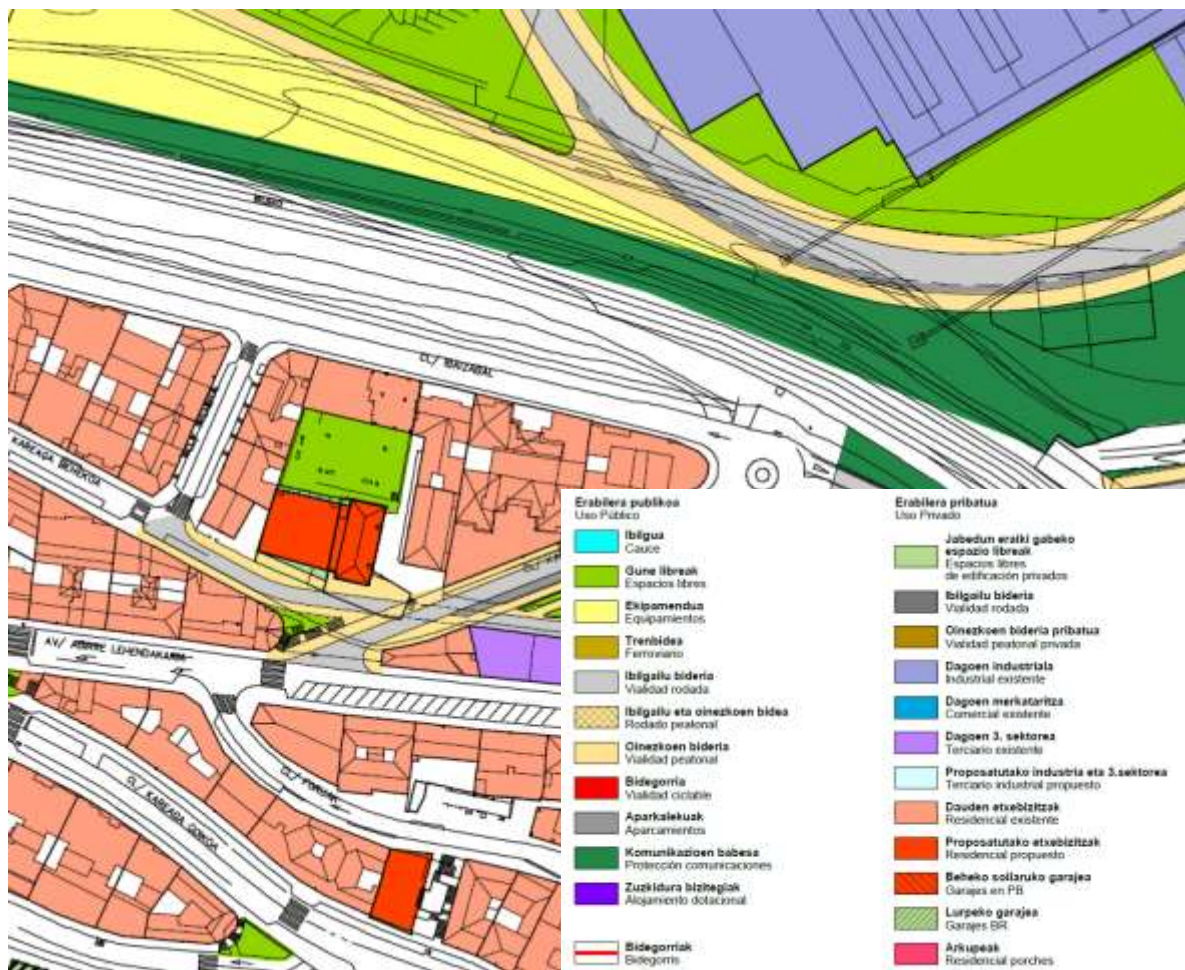 CL/ IBAIZABAL
KAREAGA BEHEKOA
AV/ AGIRRE LEHENDAKARIA
CL/ FORUAK
CL/ KAREAGA GOIKOA
Erabilera publikoa
Uso Público
Ibilgua
Cauce
Gune libreak
Espacios libres
Ekipamendua
Equipamientos
Trenbidea
Ferroviario
Ibilgailu bideria
Vialidad rodada
Ibilgailu eta oinezkoen bidea
Rodado peatonal
Oinezkoen bideria
Vialidad peatonal
Bidegorria
Vialidad ciclable
Aparkalekuak
Aparcamientos
Komunikazioen babesa
Protección comunicaciones
Zuzkidura bizitegiak
Alojamiento dotacional
Bidegorriak
Bidegorris
Erabilera pribatua
Uso Privado
Jabedun eraiki gabeko
espazio libreak
Espacios libres
de edificación privados
Ibilgailu bideria
Vialidad rodada
Oinezkoen bideria pribatua
Vialidad peatonal privada
Dagoen industriala
Industrial existente
Dagoen merkataritza
Comercial existente
Dagoen 3. sektorea
Terciario existente
Proposatutako industria eta 3.sektorea
Terciario industrial propuesto
Dauden etxebizitzak
Residencial existente
Proposatutako etxebizitzak
Residencial propuesto
Beheko soilaruko garajea
Garajes en PB
Lurpeko garajea
Garajes BR
Arkupeak
Residencial porches